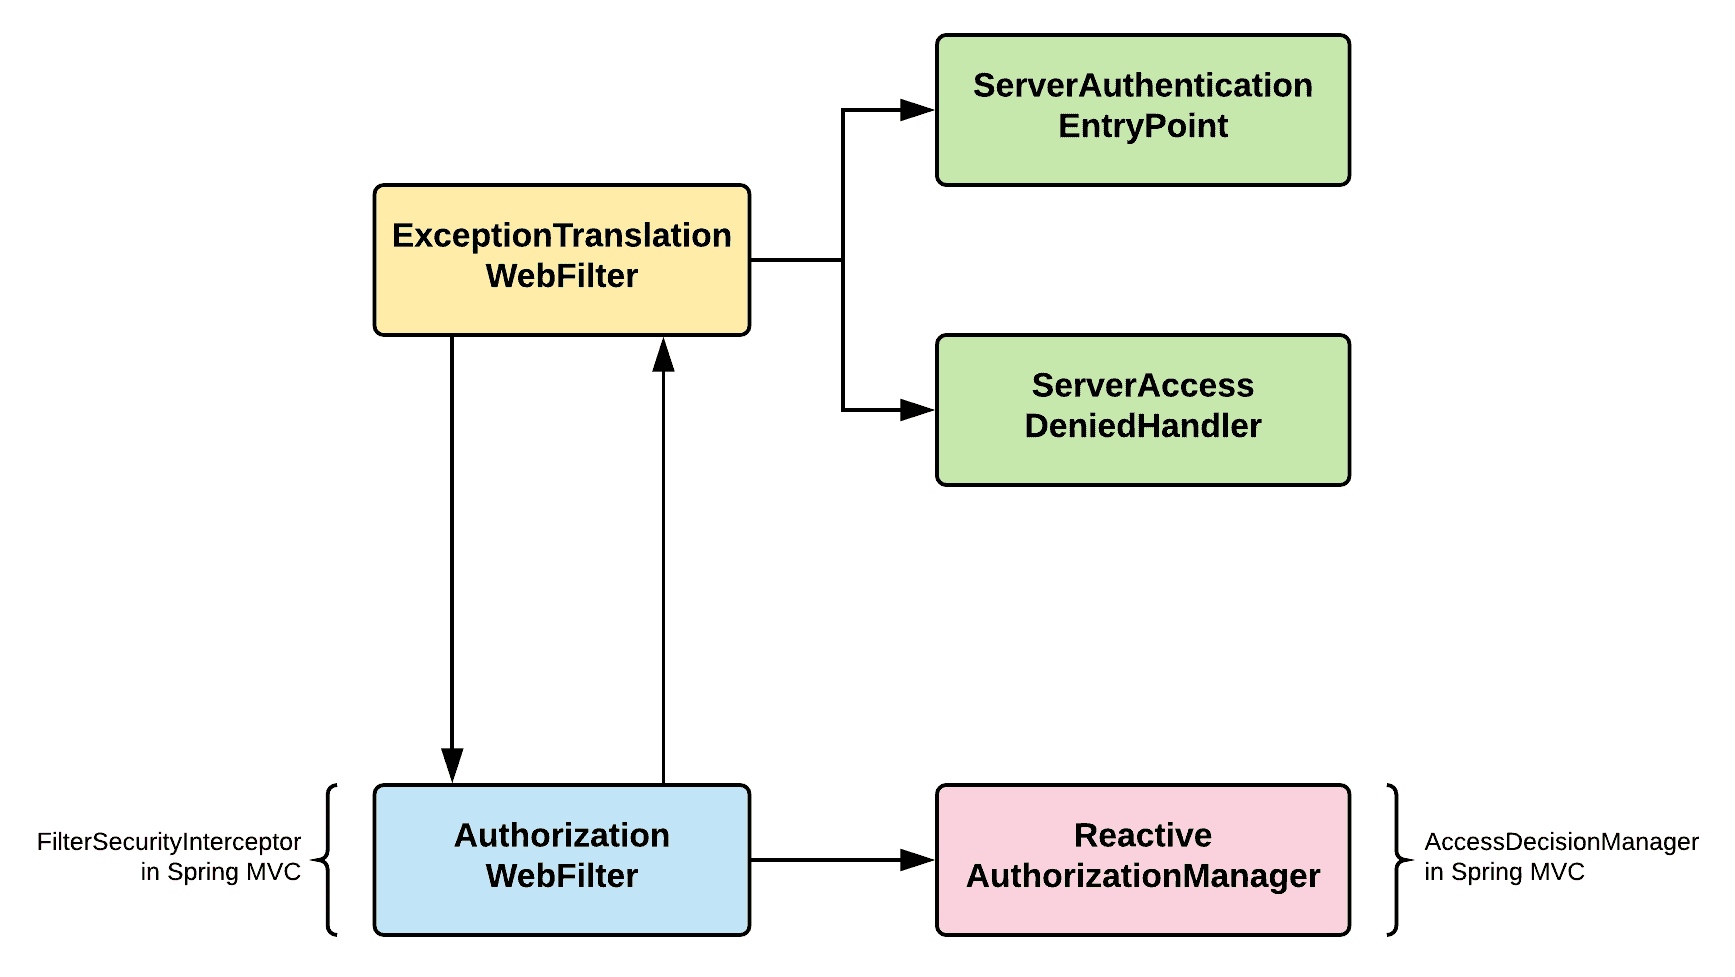 ServerAuthentication
EntryPoint
ExceptionTranslation
WebFilter
ServerAccess
DeniedHandler
FilterSecurityInterceptor
in Spring MVC
Authorization
WebFilter
Reactive
AuthorizationManager
AccessDecisionManager
in Spring MVC